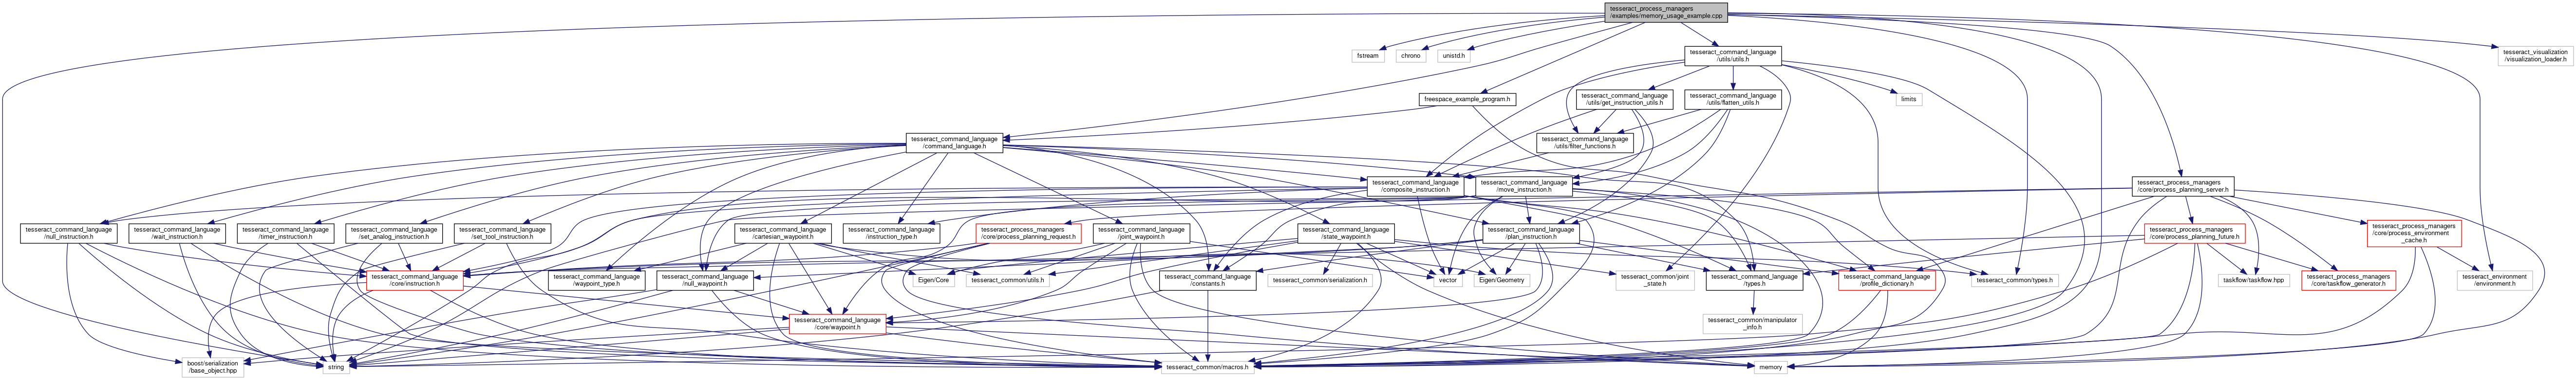 tesseract_process_managers
/examples/memory_usage_example.cpp
fstream
chrono
unistd.h
tesseract_command_language
/utils/utils.h
tesseract_visualization
/visualization_loader.h
freespace_example_program.h
tesseract_command_language
/utils/get_instruction_utils.h
tesseract_command_language
/utils/flatten_utils.h
limits
tesseract_command_language
/command_language.h
tesseract_command_language
/utils/filter_functions.h
tesseract_command_language
/composite_instruction.h
tesseract_command_language
/move_instruction.h
tesseract_process_managers
/core/process_planning_server.h
tesseract_command_language
/null_instruction.h
tesseract_command_language
/wait_instruction.h
tesseract_command_language
/timer_instruction.h
tesseract_command_language
/set_analog_instruction.h
tesseract_command_language
/set_tool_instruction.h
tesseract_command_language
/cartesian_waypoint.h
tesseract_command_language
/instruction_type.h
tesseract_process_managers
/core/process_planning_request.h
tesseract_command_language
/joint_waypoint.h
tesseract_command_language
/state_waypoint.h
tesseract_command_language
/plan_instruction.h
tesseract_process_managers
/core/process_planning_future.h
tesseract_process_managers
/core/process_environment
_cache.h
tesseract_command_language
/core/instruction.h
tesseract_command_language
/waypoint_type.h
tesseract_command_language
/null_waypoint.h
Eigen/Core
tesseract_common/utils.h
tesseract_command_language
/constants.h
tesseract_common/serialization.h
vector
Eigen/Geometry
tesseract_common/joint
_state.h
tesseract_command_language
/types.h
tesseract_command_language
/profile_dictionary.h
tesseract_common/types.h
taskflow/taskflow.hpp
tesseract_process_managers
/core/taskflow_generator.h
tesseract_environment
/environment.h
tesseract_command_language
/core/waypoint.h
tesseract_common/manipulator
_info.h
boost/serialization
/base_object.hpp
string
tesseract_common/macros.h
memory